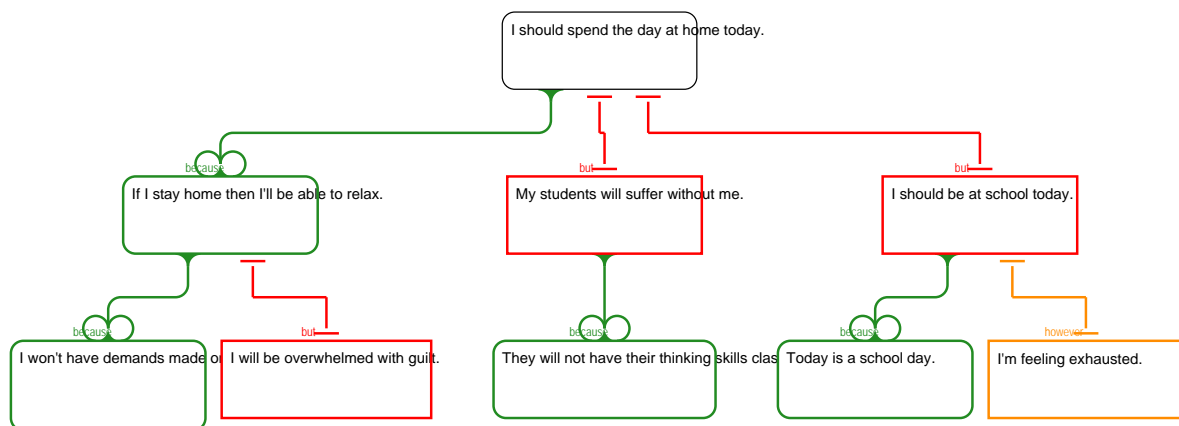 I should spend the day at home today.
because
but
but
If I stay home then I'll be able to relax.
My students will suffer without me.
I should be at school today.
because
but
because
because
however
I won't have demands made
I will be overwhelmed with guilt.
They will not have their thinking skills
Today is a school day.
I'm feeling exhausted.